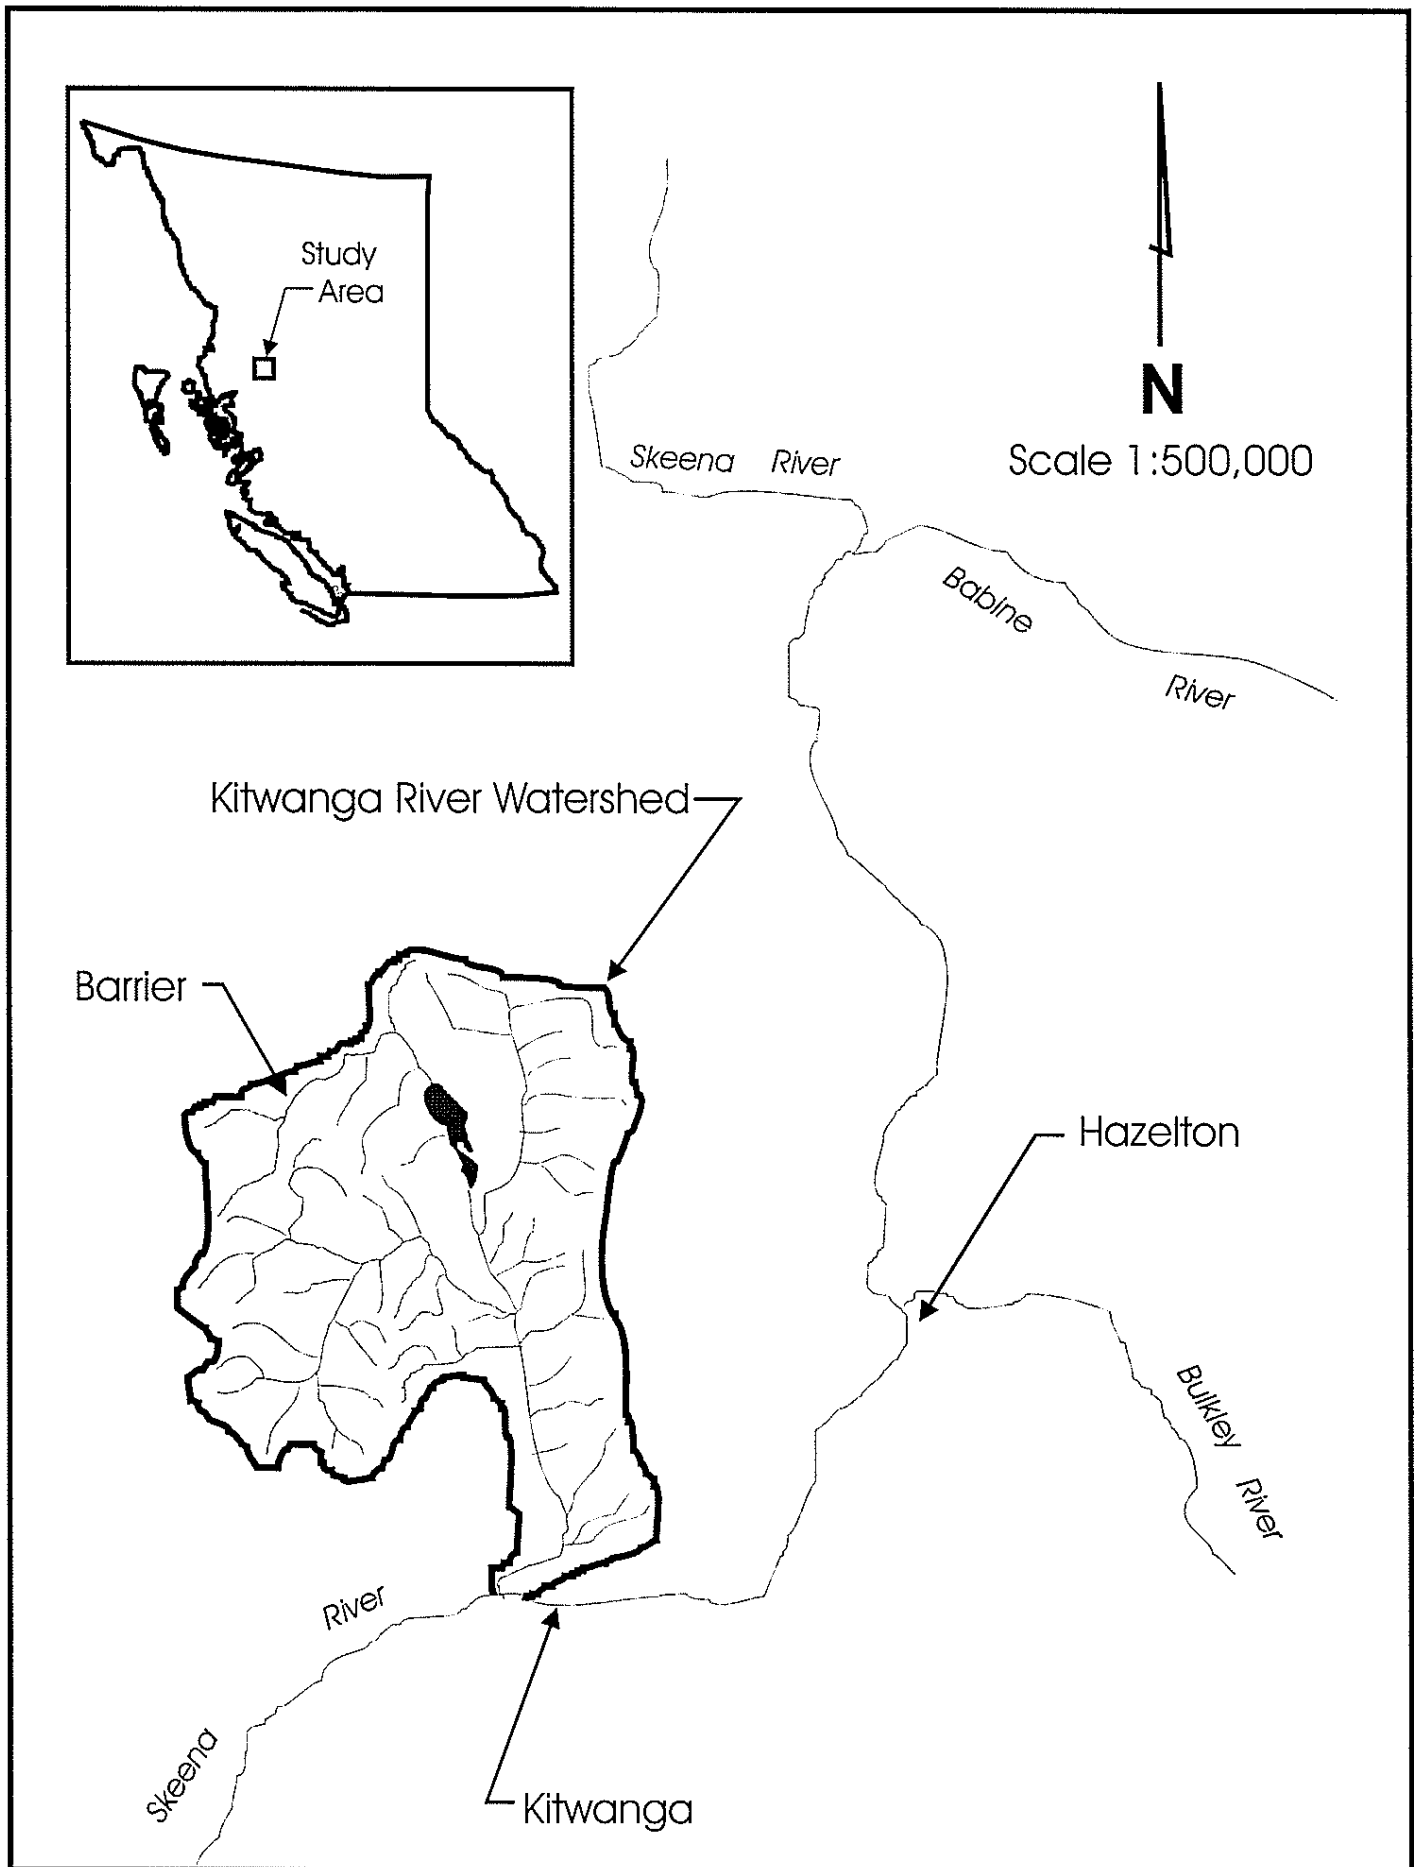 Study
Area
N
Scale 1:500,000
Skeena River
Babine
River
Kitwanga River Watershed
Barrier
Hazelton
Bulkley
River
River
Skeena
Kitwanga